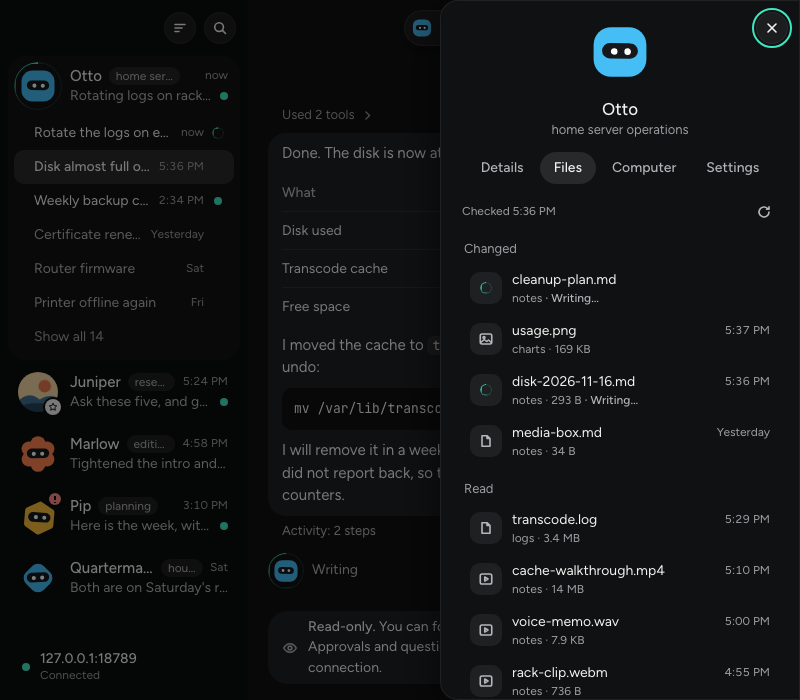 Otto
home ser...
now
Rotating logs on rack...
Rotate the logs on e...
now
Disk almost full o...
5:36 PM
Weekly backup c...
2:34 PM
Certificate rene...
Yesterday
Router firmware
Sat
Printer offline again
Fri
Show all 14
Juniper
rese...
5:24 PM
Ask these five, and g...
Marlow
editi...
4:58 PM
Tightened the intro and...
Pip
planning
3:10 PM
Here is the week, wit...
Quarterma...
hou...
Sat
Both are on Saturday's r...
127.0.0.1:18789
Connected
Used 2 tools
Done. The disk is now at
What
Disk used
Transcode cache
Free space
I moved the cache to
undo:
mv /var/lib/transco
I will remove it in a week
did not report back, so t
counters.
Activity: 2 steps
Writing
Read-only. You can fo
Approvals and questi
connection.
Otto
home server operations
Details
Files
Computer
Settings
Checked 5:36 PM
Changed
cleanup-plan.md
notes · Writing...
usage.png
5:37 PM
charts · 169 KB
disk-2026-11-16.md
5:36 PM
notes · 293 B · Writing...
media-box.md
Yesterday
notes · 34 B
Read
transcode.log
5:29 PM
logs · 3.4 MB
cache-walkthrough.mp4
5:10 PM
notes · 14 MB
voice-memo.wav
5:00 PM
notes · 7.9 KB
rack-clip.webm
4:55 PM
notes · 736 B